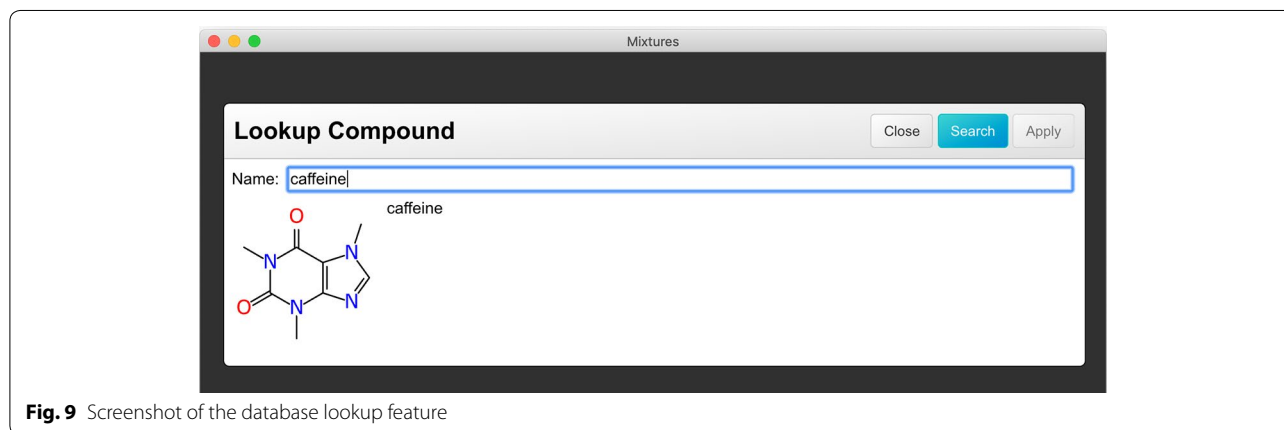 Mixtures
Lookup Compound
Close
Search
Apply
Name: caffeine
caffeine
O
N
N
O
N
N
Fig. 9 Screenshot of the database lookup feature